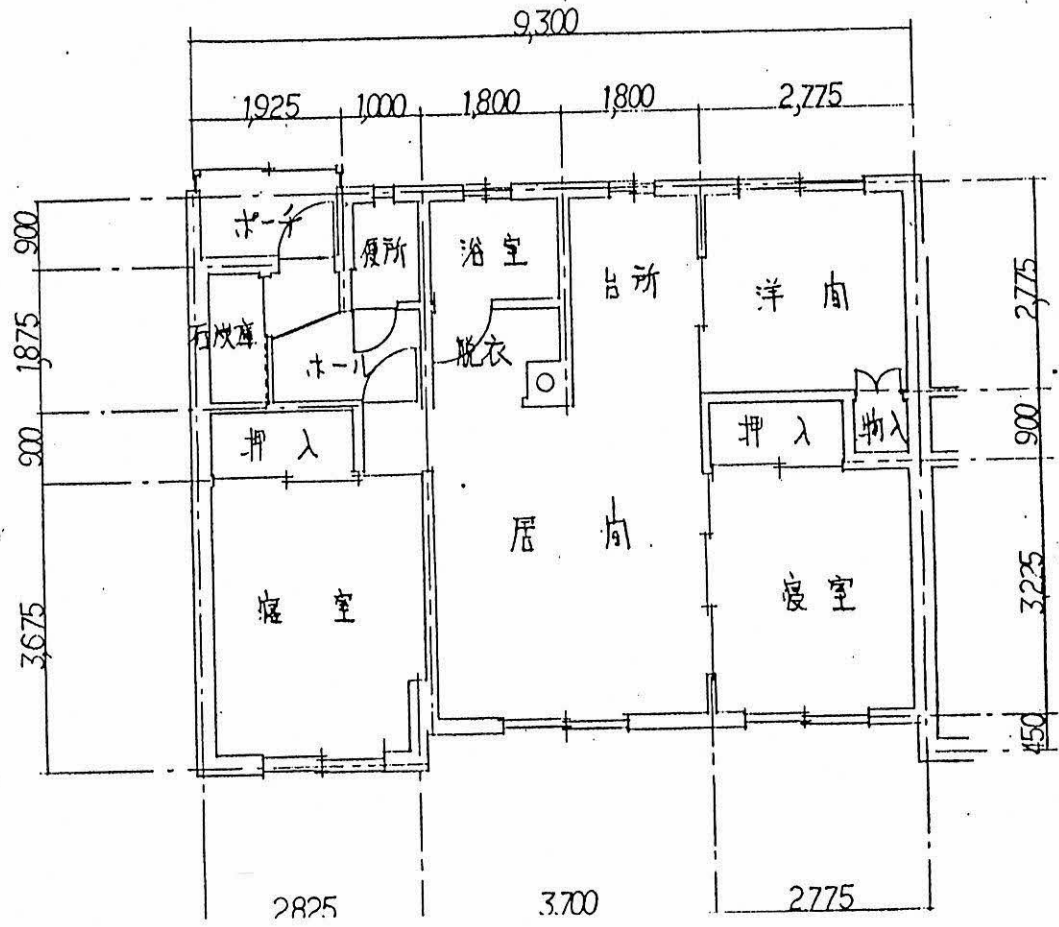 9,300
1,925 1,000 1,800 1,800 2,775
900
1,875
900
3,675
ポーチ
便所
浴室
台所
洋間
石炭庫
ホール
脱衣
押入
押入
物入
居間
寝室
寝室
2,775
900
3,225
450
2,825 3,700 2,775